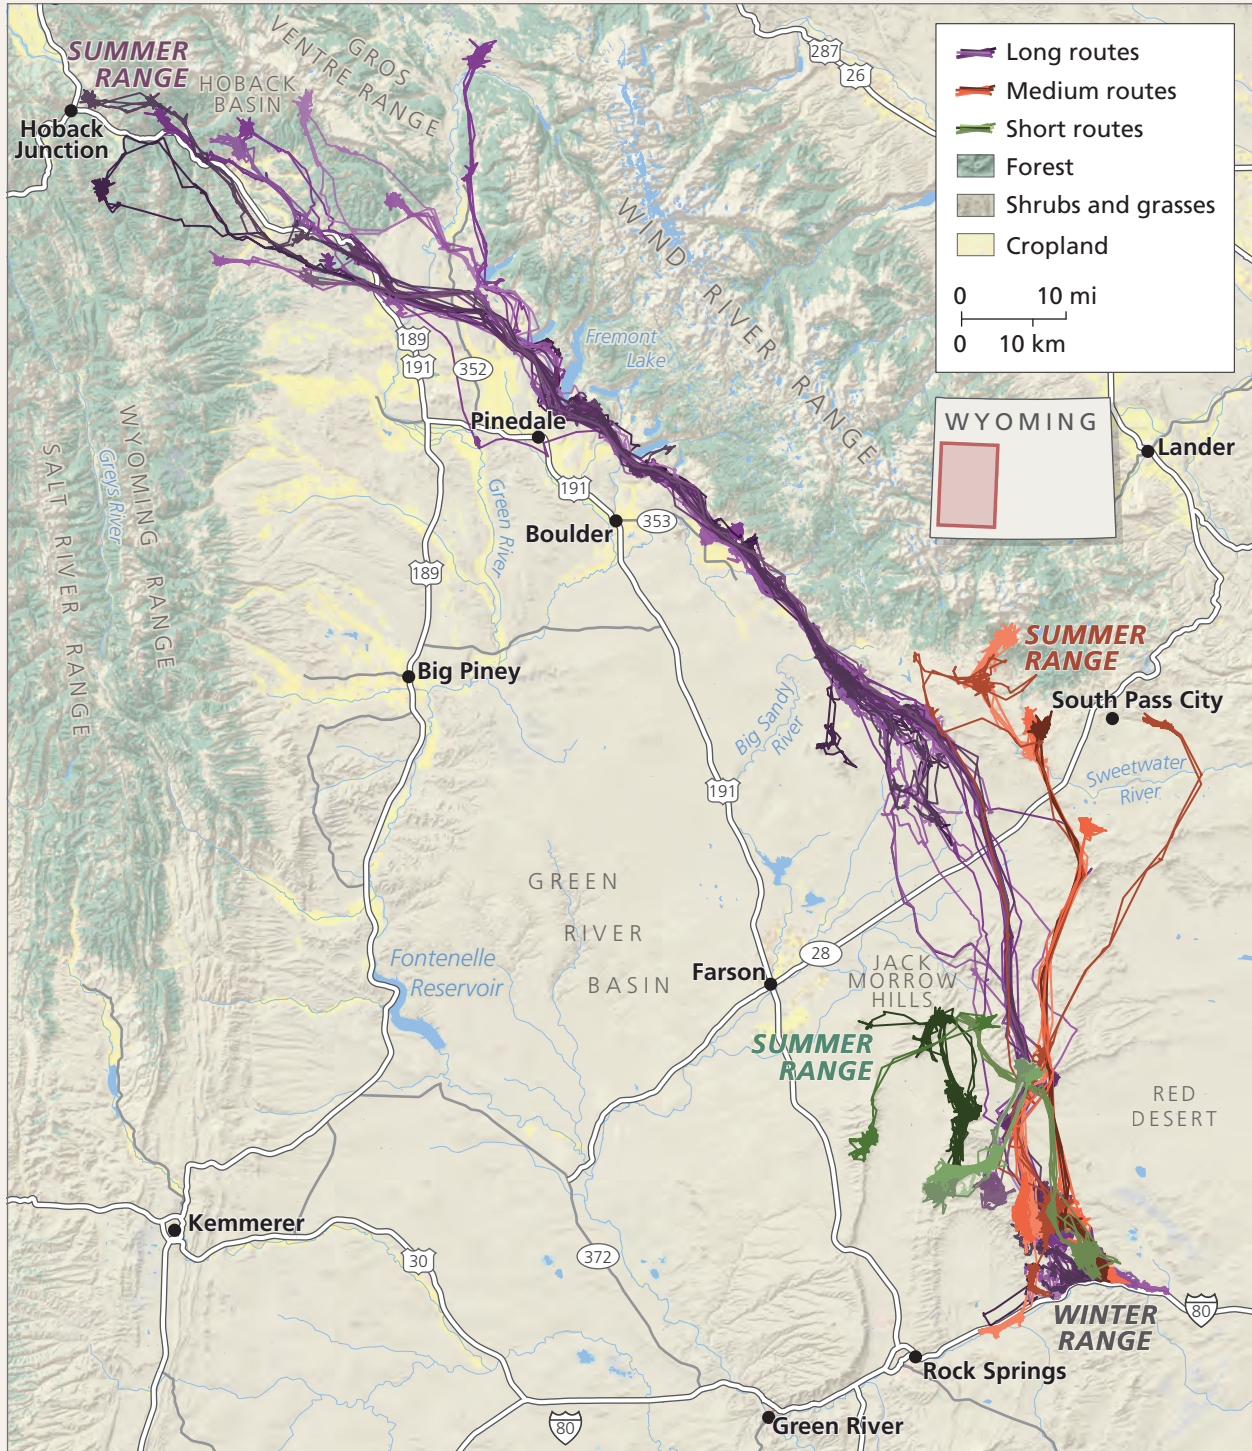 SUMMER
RANGE
HOBACK
BASIN
GROS
VENTRE RANGE
287
26
Long routes
Medium routes
Short routes
Forest
Shrubs and grasses
Cropland
0 10 mi
0 10 km
Hoback
Junction
WIND RIVER RANGE
Fremont
Lake
189
191
352
WYOMING
Pinedale
Lander
WYOMING RANGE
SALT RIVER RANGE
Greys River
Green River
191
Boulder
353
189
SUMMER
RANGE
Big Piney
South Pass City
Big Sandy
River
Sweetwater
River
191
GREEN
RIVER
BASIN
28
Fontenelle
Reservoir
Farson
JACK
MORROW
HILLS
SUMMER
RANGE
RED
DESERT
Kemmerer
30
372
WINTER
RANGE
80
Rock Springs
80
Green River